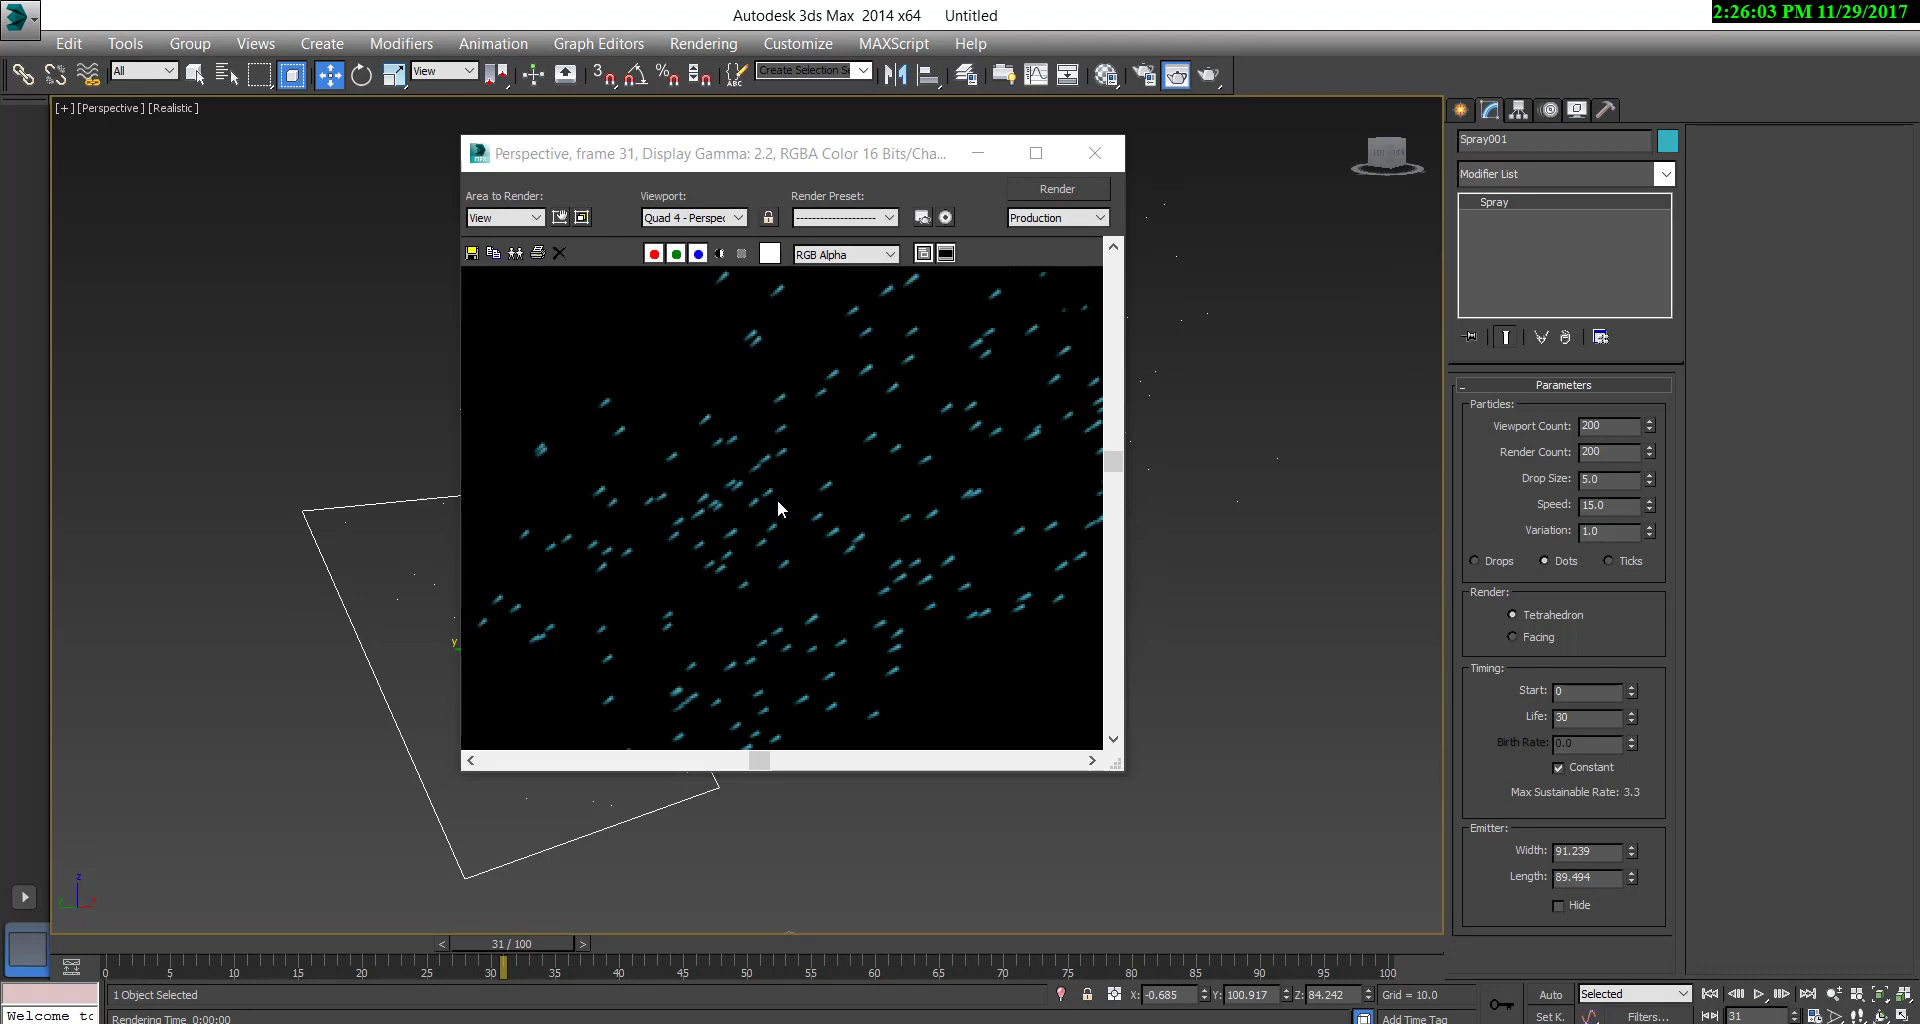 Autodesk 3ds Max 2014 x64 Untitled
2:26:03 PM 11/29/2017
Edit Tools Group Views Create Modifiers Animation Graph Editors Rendering Customize MAXScript Help
All
View
3
ABC
Create Selection Se
[+][Perspective][Realistic]
Perspective, frame 31, Display Gamma: 2.2, RGBA Color 16 Bits/Cha...
Area to Render:
Viewport:
Render Preset:
Render
View
Quad 4 - Perspec
Production
RGB Alpha
Spray001
Modifier List
Spray
Parameters
Particles:
Viewport Count: 200
Render Count: 200
Drop Size: 5.0
Speed: 15.0
Variation: 1.0
Drops Dots Ticks
Render:
Tetrahedron
Facing
Timing:
Start: 0
Life: 30
Birth Rate: 0.0
Constant
Max Sustainable Rate: 3.3
Emitter:
Width: 91.239
Length: 89.494
Hide
y
z
31 / 100
0 5 10 15 20 25 30 35 40 45 50 55 60 65 70 75 80 85 90 95 100
1 Object Selected
X: -0.685 Y: 100.917 Z: 84.242 Grid = 10.0
Auto Selected
Welcome to
Rendering Time 0:00:00
Add Time Tag
Set K. Filters... 31